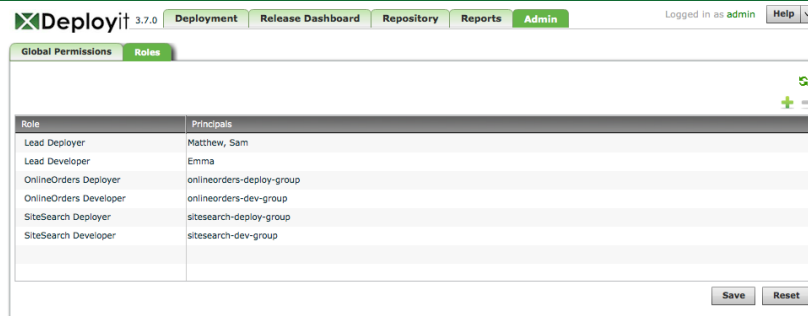 XDeployit 3.7.0 Deployment Release Dashboard Repository Reports Admin Logged in as admin Help
Global Permissions Roles
Role Principals
Lead Deployer Matthew, Sam
Lead Developer Emma
OnlineOrders Deployer onlineorders-deploy-group
OnlineOrders Developer onlineorders-dev-group
SiteSearch Deployer sitesearch-deploy-group
SiteSearch Developer sitesearch-dev-group
Save Reset